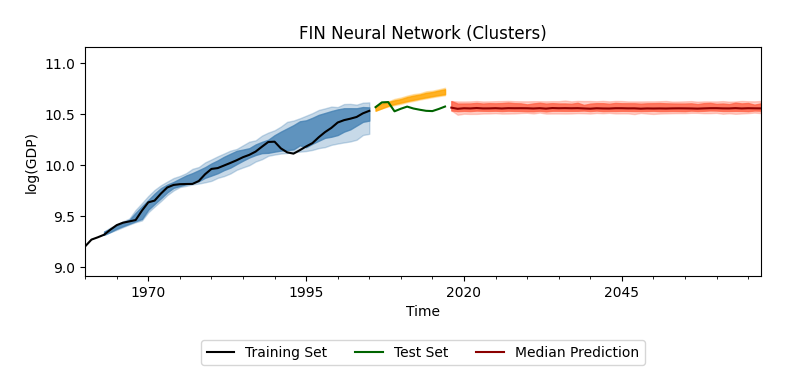 FIN Neural Network (Clusters)
11.0
10.5
10.0
9.5
9.0
log(GDP)
1970 1995 2020 2045
Time
Training Set Test Set Median Prediction